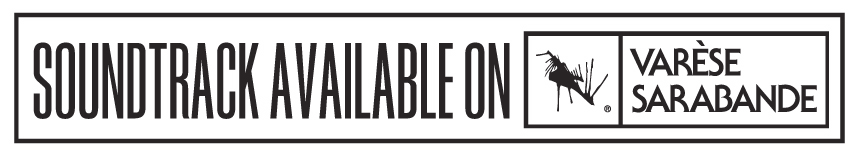 SOUNDTRACK AVAILABLE ON
VARÈSE
SARABANDE
®